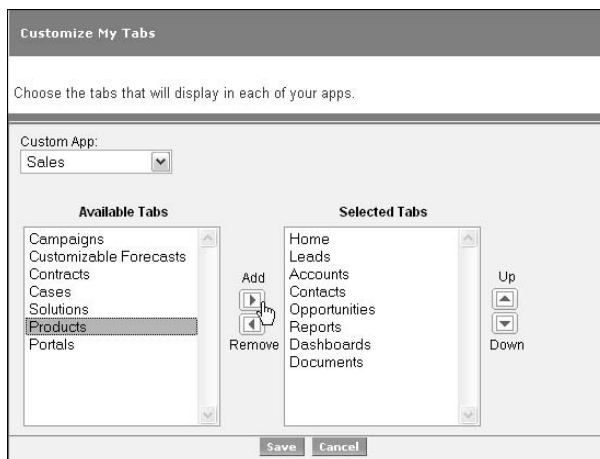 Customize My Tabs
Choose the tabs that will display in each of your apps.
Custom App:
Sales
Available Tabs
Campaigns
Customizable Forecasts
Contracts
Cases
Solutions
Products
Portals
Add
Remove
Selected Tabs
Home
Leads
Accounts
Contacts
Opportunities
Reports
Dashboards
Documents
Up
Down
Save
Cancel